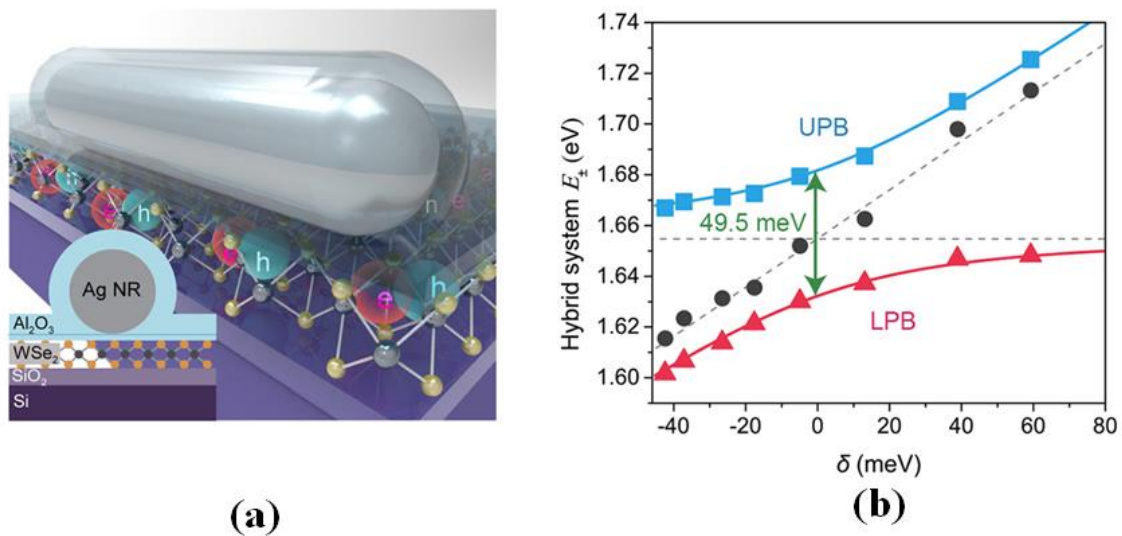 h
e
h
h
e
h
n e
e
h
Ag NR
Al₂O₃
WSe₂
SiO₂
Si
(a)
Hybrid system E± (eV)
1.74
1.72
1.70
1.68
1.66
1.64
1.62
1.60
UPB
49.5 meV
LPB
-40 -20 0 20 40 60 80
δ (meV)
(b)